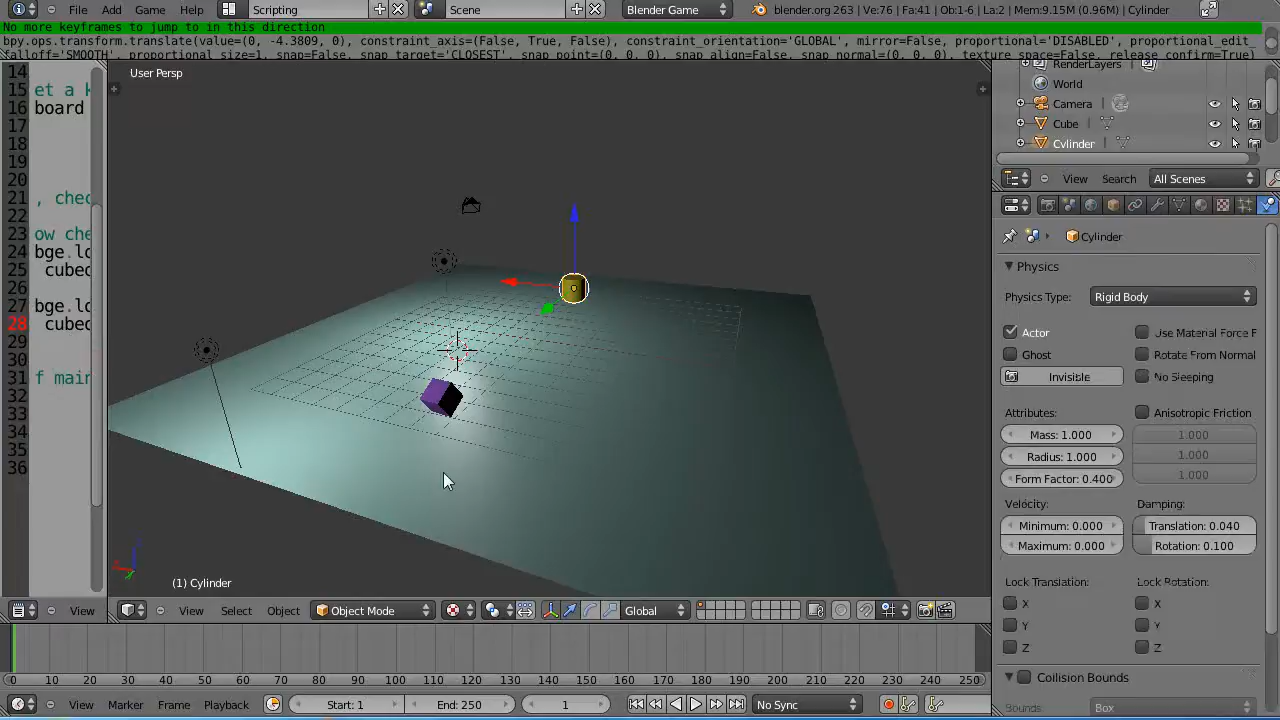 File Add Game Help Scripting Scene Blender Game blender.org 263 | Ve:76 | Fa:41 | Ob:1-6 | La:2 | Mem:9.15M (0.96M) | Cylinder
No more keyframes to jump to in this direction
bpy.ops.transform.translate(value=(0, -4.3809, 0), constraint_axis=(False, True, False), constraint_orientation='GLOBAL', mirror=False, proportional='DISABLED', proportional_edit_
falloff='SMOOTH', proportional_size=1, snap=False, snap_target='CLOSEST', snap_point=(0, 0, 0), snap_align=False, snap_normal=(0, 0, 0), texture_space=False, release_confirm=True)
14
15 et a k
16 board
17
18
19
20
21 , chec
22
23 ow che
24 bge.lo
25 cubed
26
27 bge.lo
28 cubed
29
30
31 f main
32
33
34
35
36
User Persp
(1) Cylinder
RenderLayers
World
Camera
Cube
Cylinder
View Search All Scenes
Cylinder
Physics
Physics Type: Rigid Body
Actor Use Material Force F
Ghost Rotate From Normal
Invisible No Sleeping
Attributes: Anisotropic Friction
Mass: 1.000 1.000
Radius: 1.000 1.000
Form Factor: 0.400 1.000
Velocity: Damping:
Minimum: 0.000 Translation: 0.040
Maximum: 0.000 Rotation: 0.100
Lock Translation: Lock Rotation:
X X
Y Y
Z Z
Collision Bounds
Bounds: Box
View View Select Object Object Mode Global
0 10 20 30 40 50 60 70 80 90 100 110 120 130 140 150 160 170 180 190 200 210 220 230 240 250
View Marker Frame Playback Start: 1 End: 250 1 No Sync